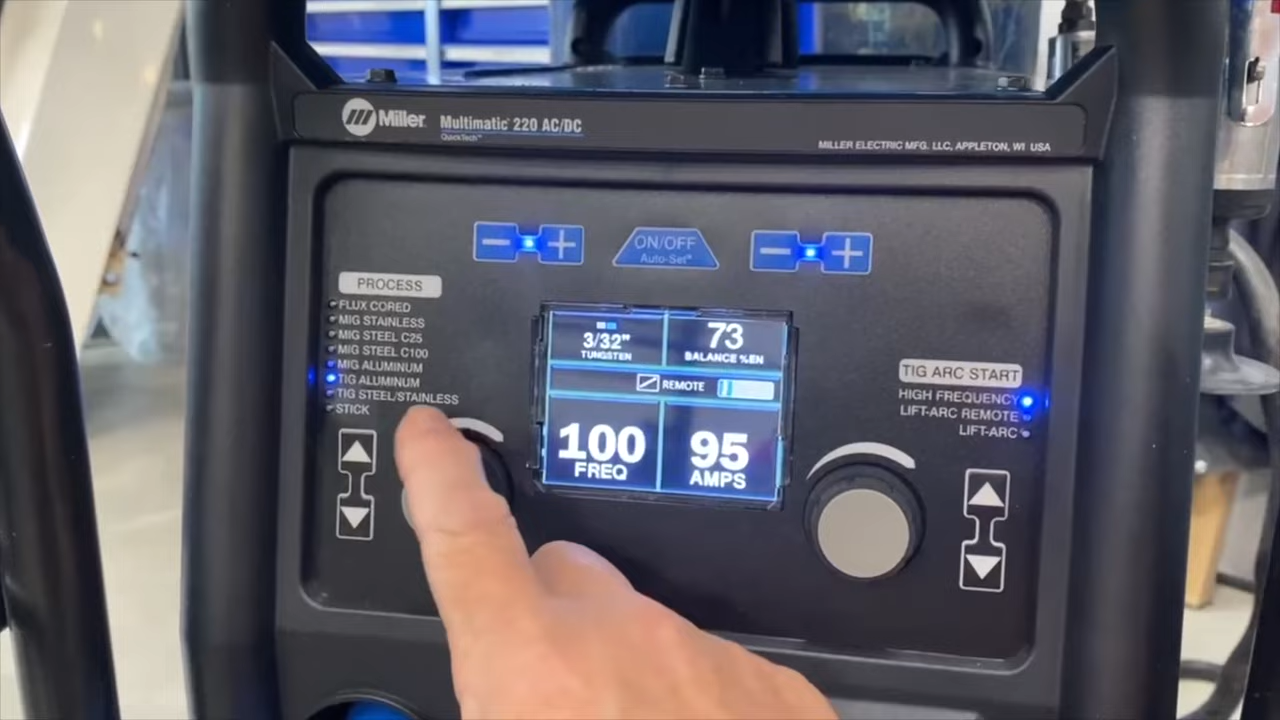 Miller Multimatic® 220 AC/DC
QuickTech™
MILLER ELECTRIC MFG. LLC, APPLETON, WI USA
ON/OFF
Auto-Set™
PROCESS
FLUX CORED
MIG STAINLESS
MIG STEEL C25
MIG STEEL C100
MIG ALUMINUM
TIG ALUMINUM
TIG STEEL/STAINLESS
STICK
3/32"
TUNGSTEN
73
BALANCE %EN
REMOTE
100
FREQ
95
AMPS
TIG ARC START
HIGH FREQUENCY
LIFT-ARC REMOTE
LIFT-ARC